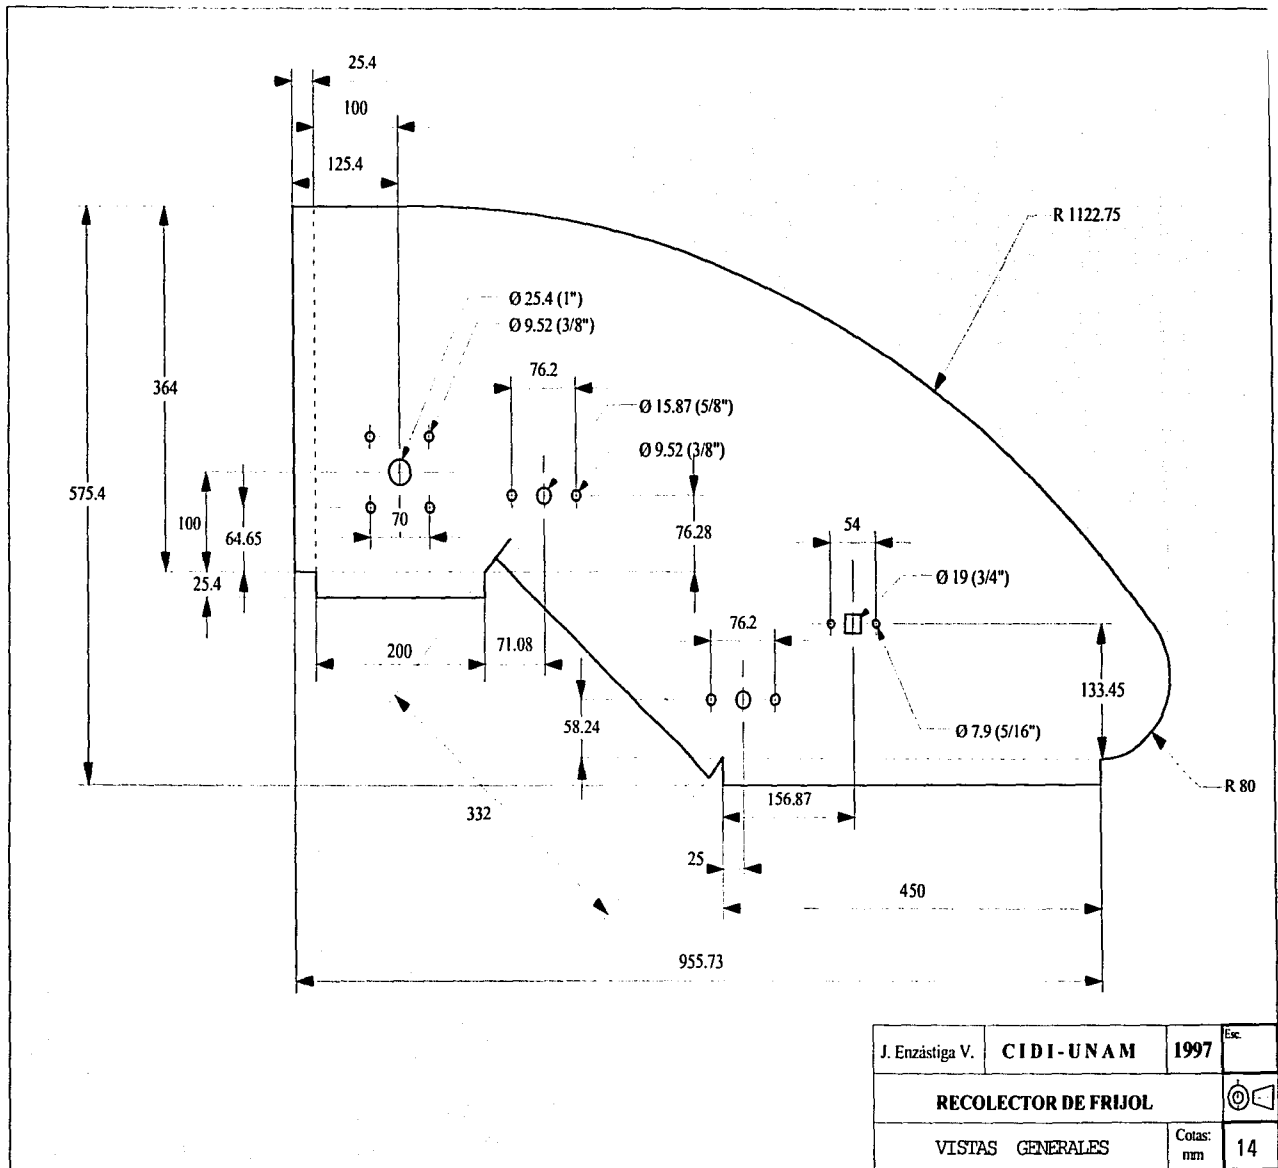 25.4
100
125.4
R 1122.75
Ø 25.4 (1")
Ø 9.52 (3/8")
76.2
364
Ø 15.87 (5/8")
Ø 9.52 (3/8")
575.4
100
64.65
70
76.28
54
25.4
Ø 19 (3/4")
76.2
200
71.08
133.45
58.24
Ø 7.9 (5/16")
R 80
156.87
332
25
450
955.73
J. Enzástiga V.
CIDI-UNAM
1997
Esc.
RECOLECTOR DE FRIJOL
VISTAS GENERALES
Cotas:
mm
14